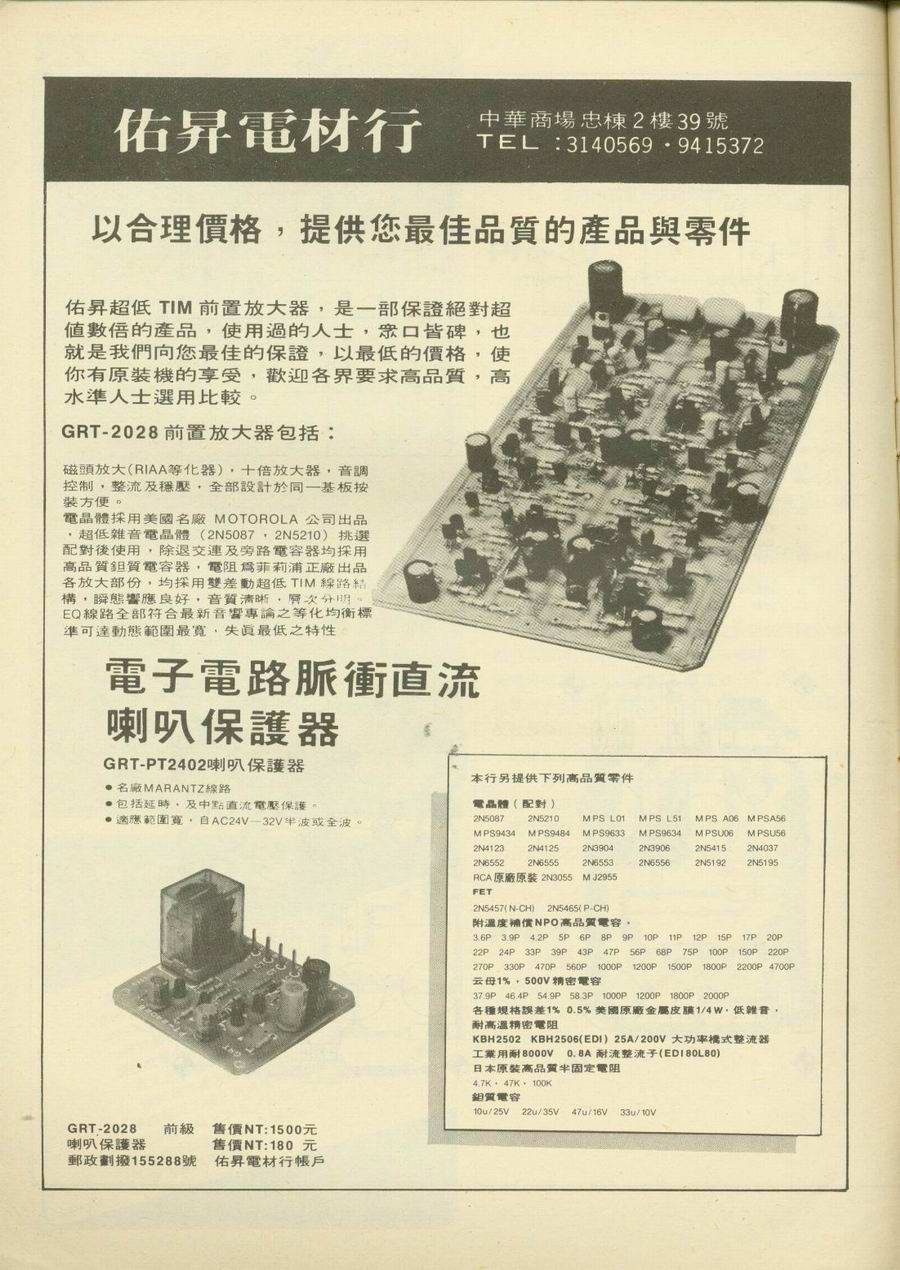 佑昇電材行
中華商場忠棟2樓39號
TEL:3140569・9415372
以合理價格，提供您最佳品質的產品與零件
佑昇超低 TIM 前置放大器，是一部保證絕對超
值數倍的產品，使用過的人士，眾口皆碑，也
就是我們向您最佳的保證，以最低的價格，使
你有原裝機的享受，歡迎各界要求高品質，高
水準人士選用比較。
GRT-2028 前置放大器包括：
磁頭放大(RIAA等化器)，十倍放大器，音調
控制，整流及穩壓，全部設計於同一基板按
裝方便。
電晶體採用美國名廠 MOTOROLA 公司出品
，超低雜音電晶體 (2N5087，2N5210) 挑選
配對後使用，除退交連及旁路電容器均採用
高品質鉭質電容器，電阻爲菲莉浦正廠出品
各放大部份，均採用雙差動超低 TIM 線路結
構，瞬態響應良好，音質清晰，層次分明。
EQ線路全部符合最新音響專論之等化均衡標
準可達動態範圍最寬，失眞最低之特性
電子電路脈衝直流
喇叭保護器
GRT-PT2402喇叭保護器
●名廠MARANTZ線路
●包括延時、及中點直流電壓保護。
●適應範圍寬，自AC24V—32V半波或全波。
本行另提供下列高品質零件
電晶體（配對）
2N5087 2N5210 MPS L01 MPS L51 MPS A06 MPSA56
MPS9434 MPS9484 MPS9633 MPS9634 MPSU06 MPSU56
2N4123 2N4125 2N3904 2N3906 2N5415 2N4037
2N6552 2N6555 2N6553 2N6556 2N5192 2N5195
RCA原廠原裝 2N3055 MJ2955
FET
2N5457(N-CH) 2N5465(P-CH)
附溫度補償NPO高品質電容，
3.6P 3.9P 4.2P 5P 6P 8P 9P 10P 11P 12P 15P 17P 20P
22P 24P 33P 39P 43P 47P 56P 68P 75P 100P 150P 220P
270P 330P 470P 560P 1000P 1200P 1500P 1800P 2200P 4700P
云母1%，500V精密電容
37.9P 46.4P 54.9P 58.3P 1000P 1200P 1800P 2000P
各種規格誤差1% 0.5% 美國原廠金屬皮膜1/4W，低雜音，
耐高溫精密電阻
KBH2502 KBH2506(EDI) 25A/200V 大功率橋式整流器
工業用耐8000V 0.8A 耐流整流子(EDI80L80)
日本原裝高品質半固定電阻
4.7K，47K，100K
鉭質電容
10u/25V 22u/35V 47u/16V 33u/10V
GRT-2028 前級 售價NT:1500元
喇叭保護器 售價NT:180 元
郵政劃撥155288號 佑昇電材行帳戶